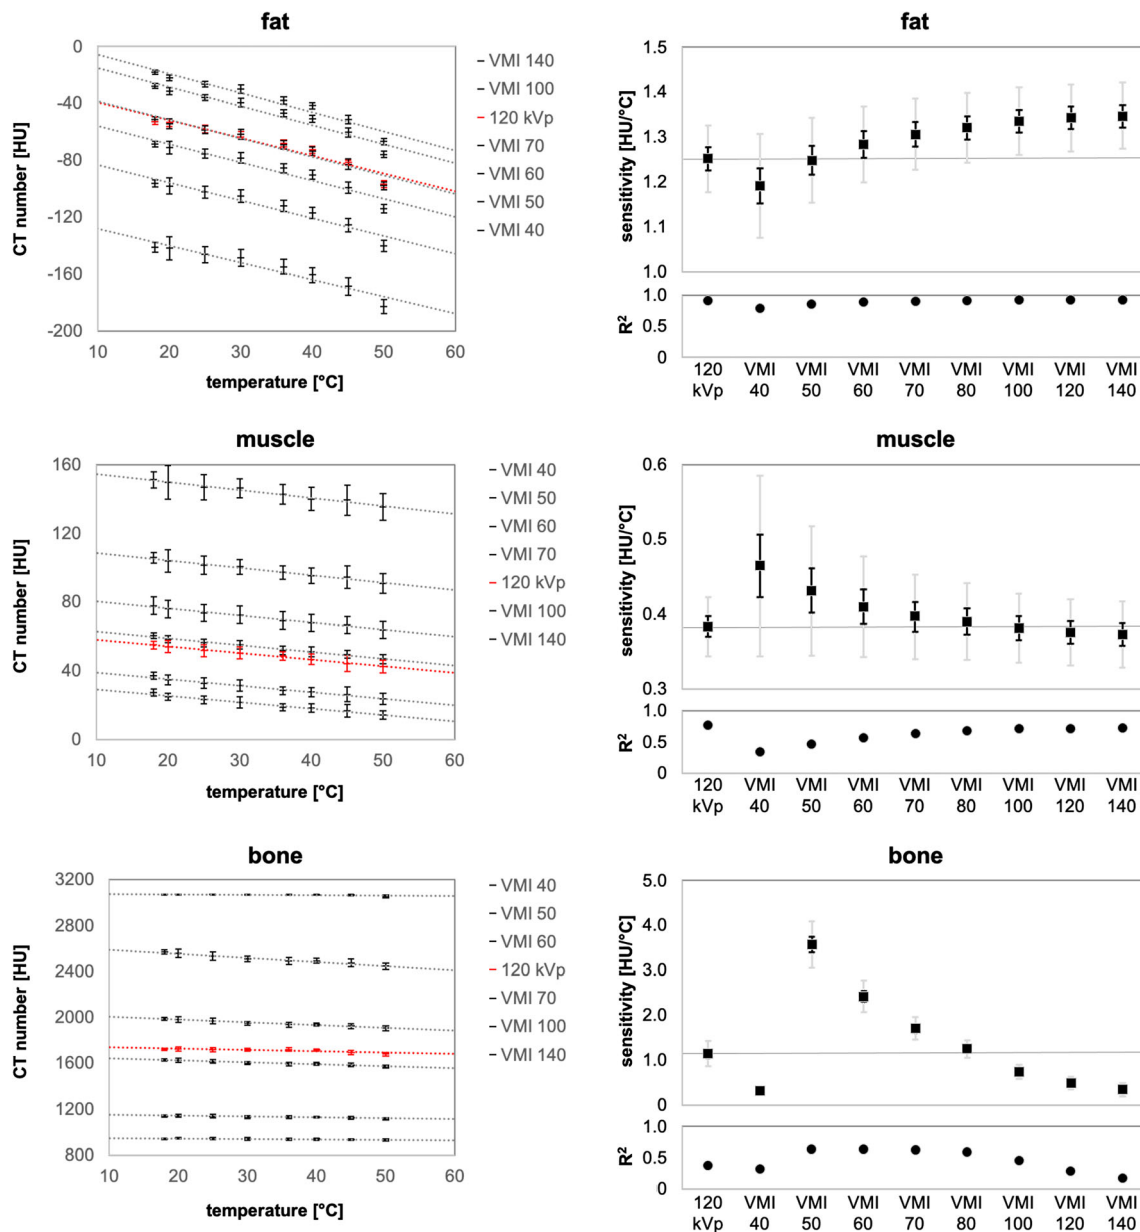 fat
CT number [HU]
0
-40
-80
-120
-160
-200
10 20 30 40 50 60
temperature [°C]
VMI 140
VMI 100
120 kVp
VMI 70
VMI 60
VMI 50
VMI 40
fat
sensitivity [HU/°C]
1.5
1.4
1.3
1.2
1.1
1.0
R²
1.0
0.5
0
120 VMI VMI VMI VMI VMI VMI VMI VMI
kVp 40 50 60 70 80 100 120 140
muscle
CT number [HU]
160
120
80
40
0
10 20 30 40 50 60
temperature [°C]
VMI 40
VMI 50
VMI 60
VMI 70
120 kVp
VMI 100
VMI 140
muscle
sensitivity [HU/°C]
0.6
0.5
0.4
0.3
R²
1.0
0.5
0
120 VMI VMI VMI VMI VMI VMI VMI VMI
kVp 40 50 60 70 80 100 120 140
bone
CT number [HU]
3200
2800
2400
2000
1600
1200
800
10 20 30 40 50 60
temperature [°C]
VMI 40
VMI 50
VMI 60
120 kVp
VMI 70
VMI 100
VMI 140
bone
sensitivity [HU/°C]
5.0
4.0
3.0
2.0
1.0
0
R²
1.0
0.5
0
120 VMI VMI VMI VMI VMI VMI VMI VMI
kVp 40 50 60 70 80 100 120 140